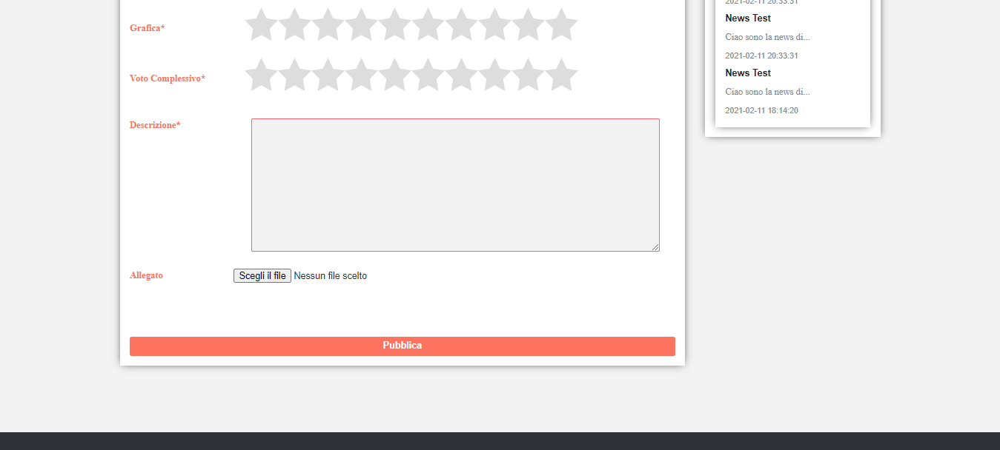 Grafica*
Voto Complessivo*
Descrizione*
Allegato
Scegli il file Nessun file scelto
Pubblica
2021-02-11 20:33:31
News Test
Ciao sono la news di...
2021-02-11 20:33:31
News Test
Ciao sono la news di...
2021-02-11 18:14:20